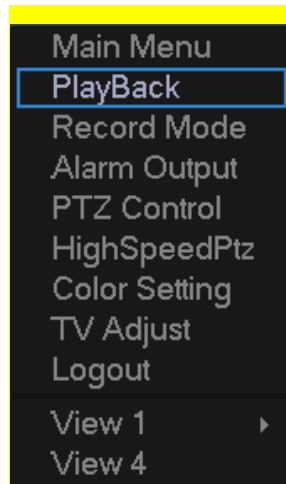 Main Menu
PlayBack
Record Mode
Alarm Output
PTZ Control
HighSpeedPtz
Color Setting
TV Adjust
Logout
View 1
View 4